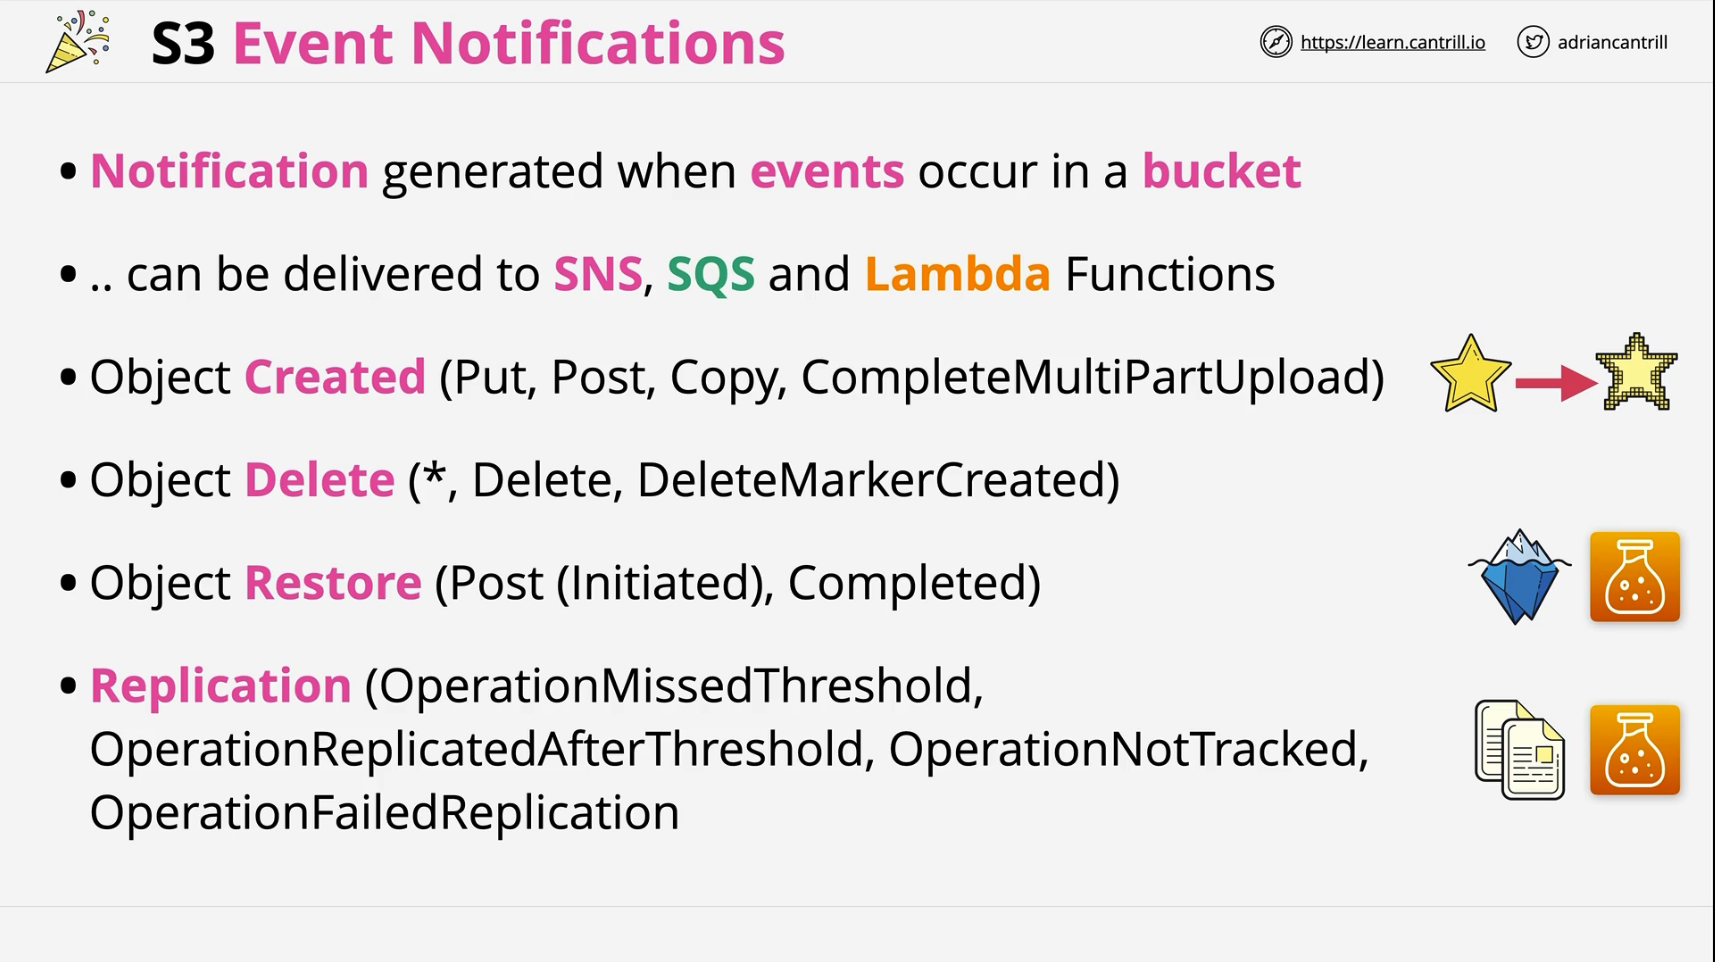 S3 Event Notifications
https://learn.cantrill.io
adriancantrill
• Notification generated when events occur in a bucket
• .. can be delivered to SNS, SQS and Lambda Functions
• Object Created (Put, Post, Copy, CompleteMultiPartUpload)
• Object Delete (*, Delete, DeleteMarkerCreated)
• Object Restore (Post (Initiated), Completed)
• Replication (OperationMissedThreshold,
OperationReplicatedAfterThreshold, OperationNotTracked,
OperationFailedReplication